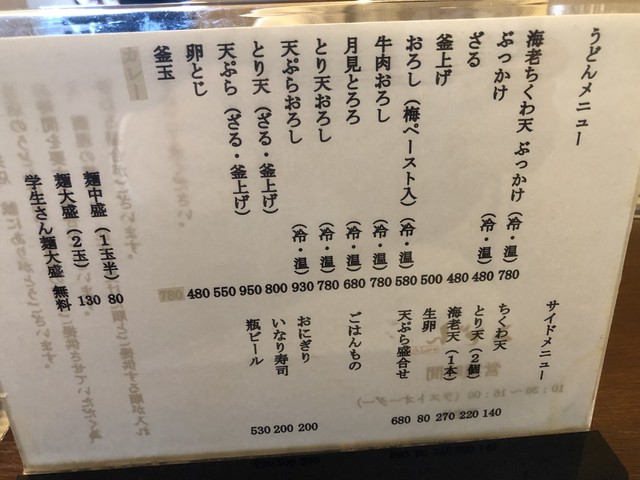 うどんメニュー
海老ちくわ天 ぶっかけ（冷・温） 780
ぶっかけ（冷・温） 480
ざる 480
釜上げ 500
おろし（梅ペースト入）（冷・温） 580
牛肉おろし（冷・温） 780
月見とろろ（冷・温） 680
とり天おろし（冷・温） 780
天ぷらおろし（冷・温） 930
とり天（ざる・釜上げ） 800
天ぷら（ざる・釜上げ） 950
卵とじ 550
釜玉 480
麺中盛（1玉半） 80
麺大盛（2玉） 130
学生さん麺大盛 無料
サイドメニュー
ちくわ天 140
とり天（2個） 220
海老天（1本） 270
生卵 80
天ぷら盛合せ 680
ごはんもの
おにぎり 200
いなり寿司 200
瓶ビール 530